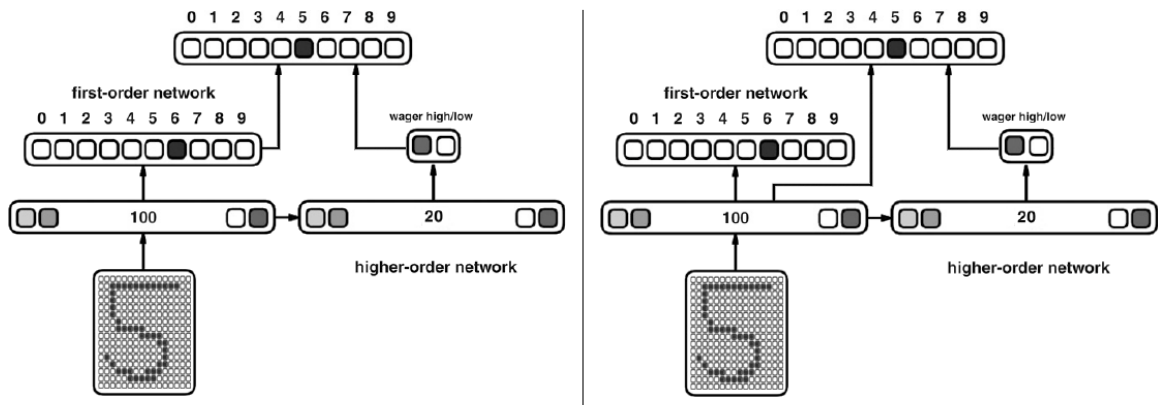 0 1 2 3 4 5 6 7 8 9
first-order network
0 1 2 3 4 5 6 7 8 9
wager high/low
100
20
higher-order network
0 1 2 3 4 5 6 7 8 9
first-order network
0 1 2 3 4 5 6 7 8 9
wager high/low
100
20
higher-order network